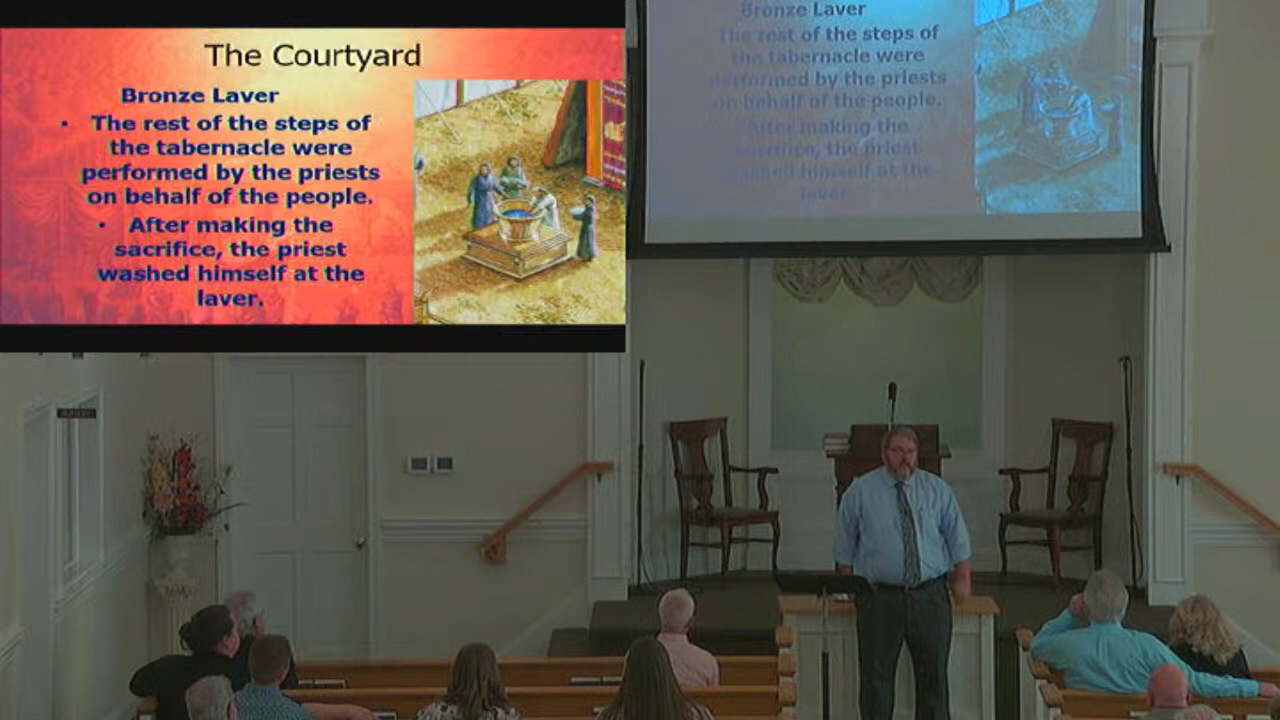 The Courtyard
Bronze Laver
• The rest of the steps of
the tabernacle were
performed by the priests
on behalf of the people.
• After making the
sacrifice, the priest
washed himself at the
laver.
Bronze Laver
The rest of the steps of
the tabernacle were
performed by the priests
on behalf of the people.
After making the
sacrifice, the priest
washed himself at the
laver.